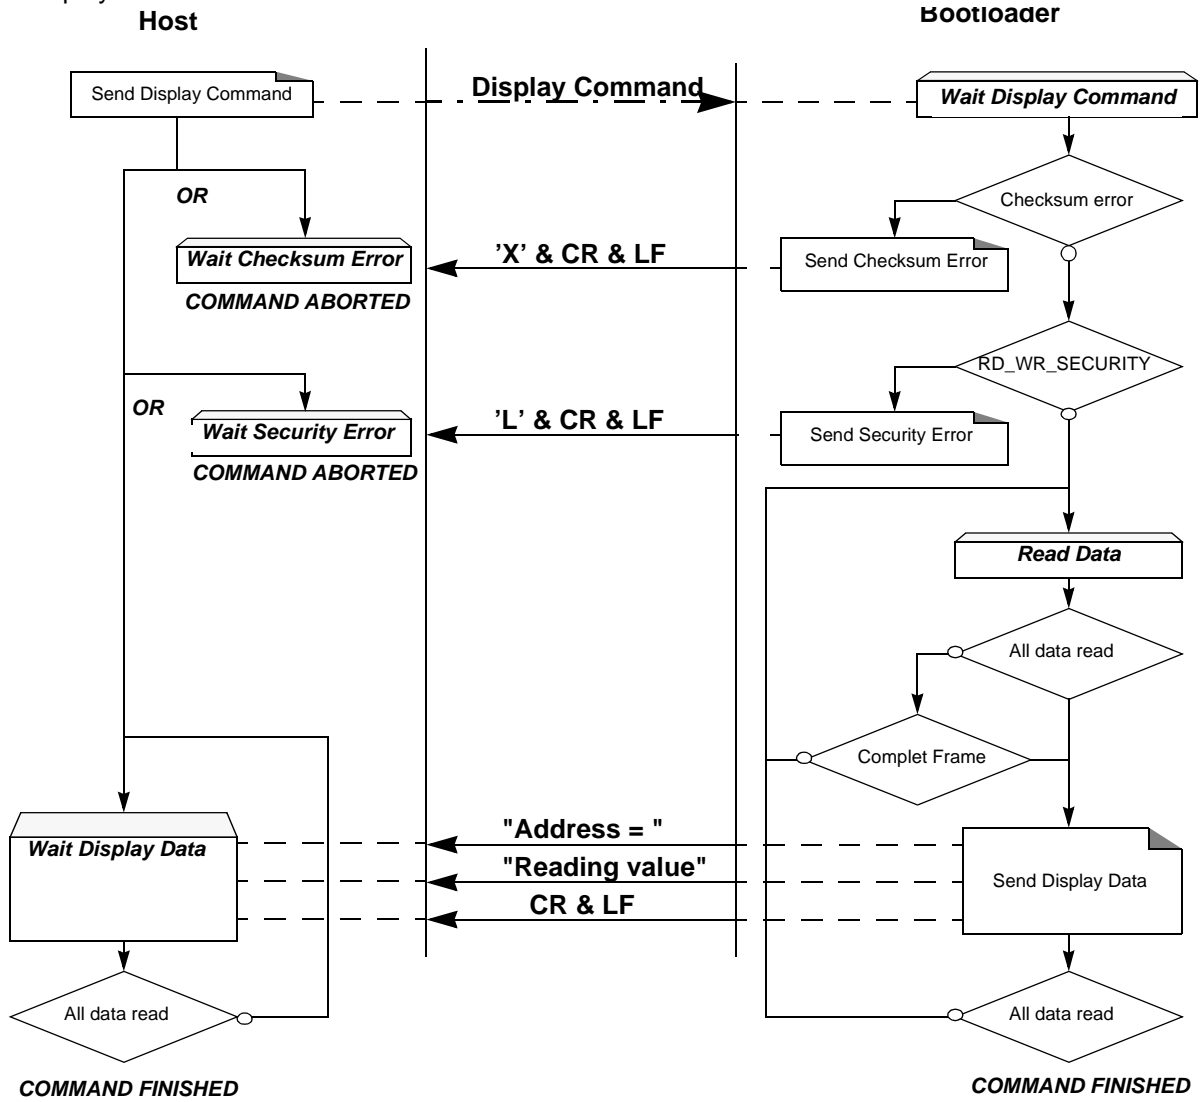 Host
Bootloader
Send Display Command
Display Command
Wait Display Command
OR
Checksum error
Wait Checksum Error
'X' & CR & LF
Send Checksum Error
COMMAND ABORTED
RD_WR_SECURITY
OR
Wait Security Error
'L' & CR & LF
Send Security Error
COMMAND ABORTED
Read Data
All data read
Complet Frame
Wait Display Data
"Address = "
"Reading value"
CR & LF
Send Display Data
All data read
All data read
COMMAND FINISHED
COMMAND FINISHED